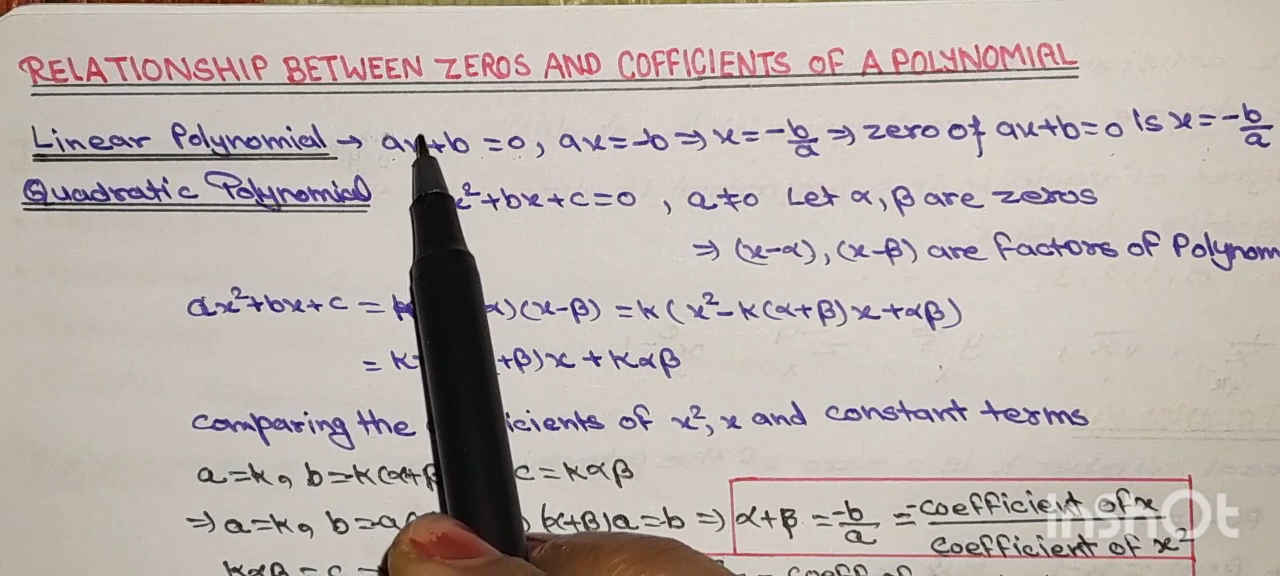 RELATIONSHIP BETWEEN ZEROS AND COFFICIENTS OF A POLYNOMIAL
Linear Polynomial → ax+b =0, ax=-b ⇒ x=-b/a ⇒ zero of ax+b=0 is x=-b/a
Quadratic Polynomial x²+bx+c=0 , a≠0 Let α, β are zeros
⇒ (x-α), (x-β) are factors of Polynom
ax²+bx+c = k α)(x-β) = k(x²-k(α+β)x+αβ)
= k +β)x + kαβ
comparing the icients of x², x and constant terms
a=k, b=-k(α+β c=kαβ
⇒ a=k, b=a ⇒ α+β = -b/a = -coefficient of x / coefficient of x²
kαβ = c
InShOt